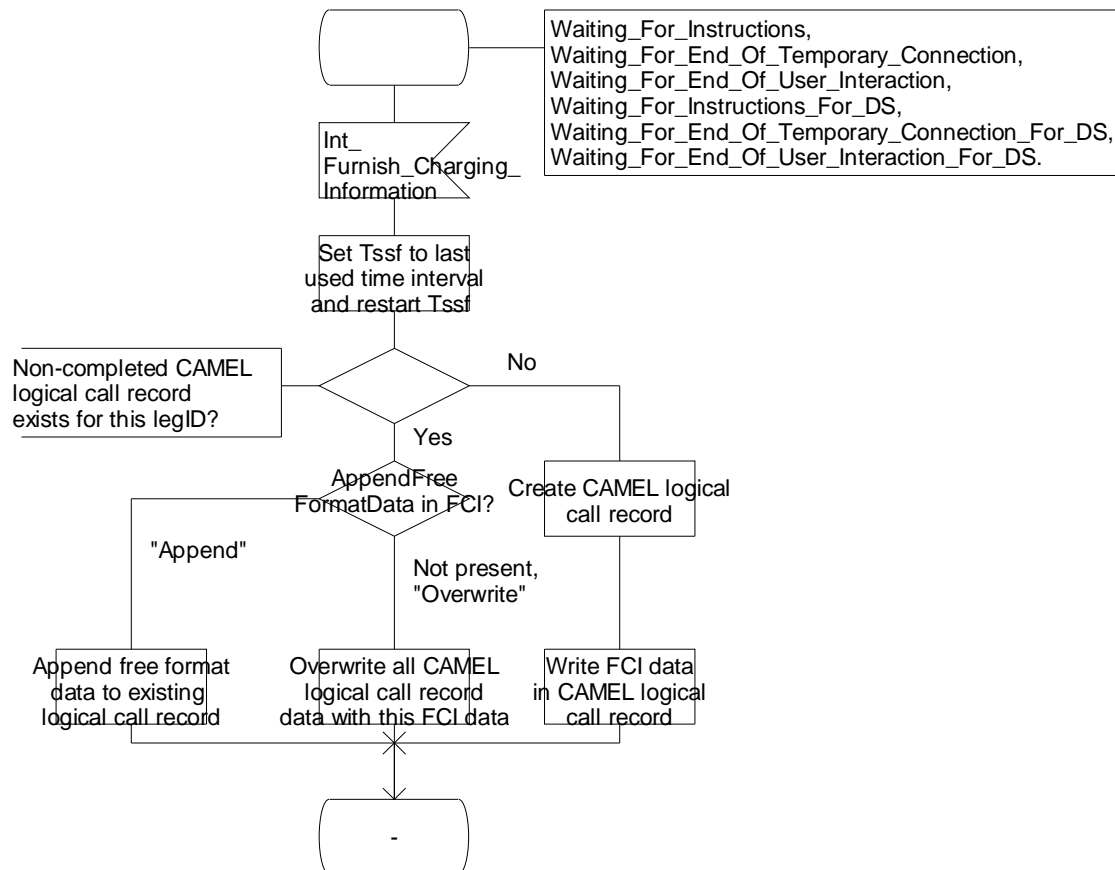 Waiting_For_Instructions,
Waiting_For_End_Of_Temporary_Connection,
Waiting_For_End_Of_User_Interaction,
Waiting_For_Instructions_For_DS,
Waiting_For_End_Of_Temporary_Connection_For_DS,
Waiting_For_End_Of_User_Interaction_For_DS.
Int_
Furnish_Charging_
Information
Set Tssf to last
used time interval
and restart Tssf
Non-completed CAMEL
logical call record
exists for this legID?
No
Yes
AppendFree
FormatData in FCI?
Create CAMEL logical
call record
"Append"
Not present,
"Overwrite"
Append free format
data to existing
logical call record
Overwrite all CAMEL
logical call record
data with this FCI data
Write FCI data
in CAMEL logical
call record
-